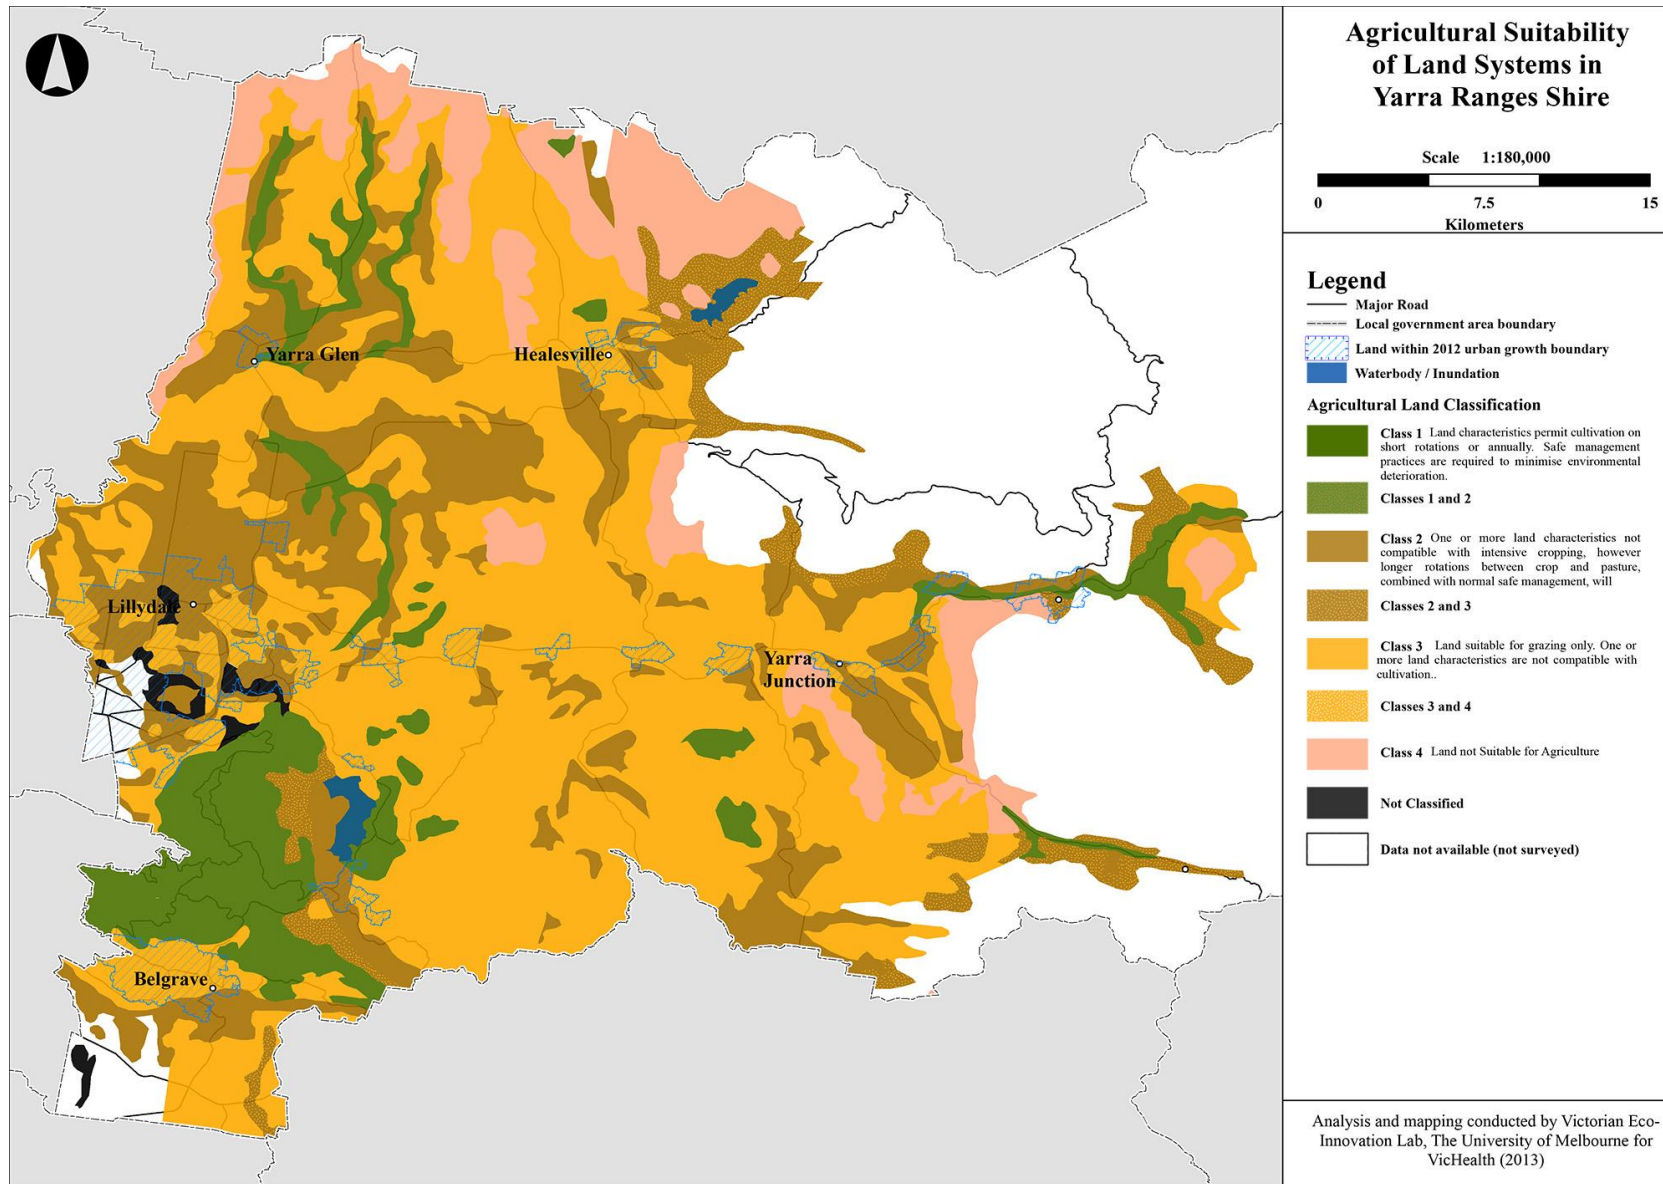 Agricultural Suitability
of Land Systems in
Yarra Ranges Shire
Scale 1:180,000
0 7.5 15
Kilometers
Legend
Major Road
Local government area boundary
Land within 2012 urban growth boundary
Waterbody / Inundation
Agricultural Land Classification
Class 1 Land characteristics permit cultivation on
short rotations or annually. Safe management
practices are required to minimise environmental
deterioration.
Classes 1 and 2
Class 2 One or more land characteristics not
compatible with intensive cropping, however
longer rotations between crop and pasture,
combined with normal safe management, will
Classes 2 and 3
Class 3 Land suitable for grazing only. One or
more land characteristics are not compatible with
cultivation..
Classes 3 and 4
Class 4 Land not Suitable for Agriculture
Not Classified
Data not available (not surveyed)
Analysis and mapping conducted by Victorian Eco-
Innovation Lab, The University of Melbourne for
VicHealth (2013)
Yarra Glen
Healesville
Lillydale
Yarra
Junction
Belgrave